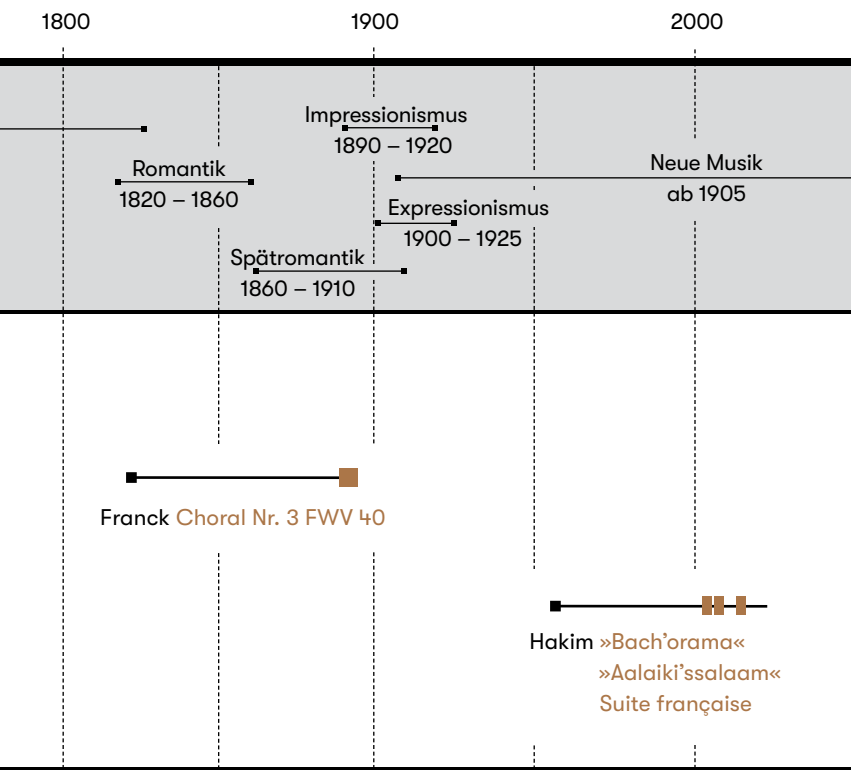 1800 1900 2000
Impressionismus
1890 – 1920
Romantik
1820 – 1860
Neue Musik
ab 1905
Expressionismus
1900 – 1925
Spätromantik
1860 – 1910
Franck Choral Nr. 3 FWV 40
Hakim »Bach’orama«
»Aalaiki’ssalaam«
Suite française